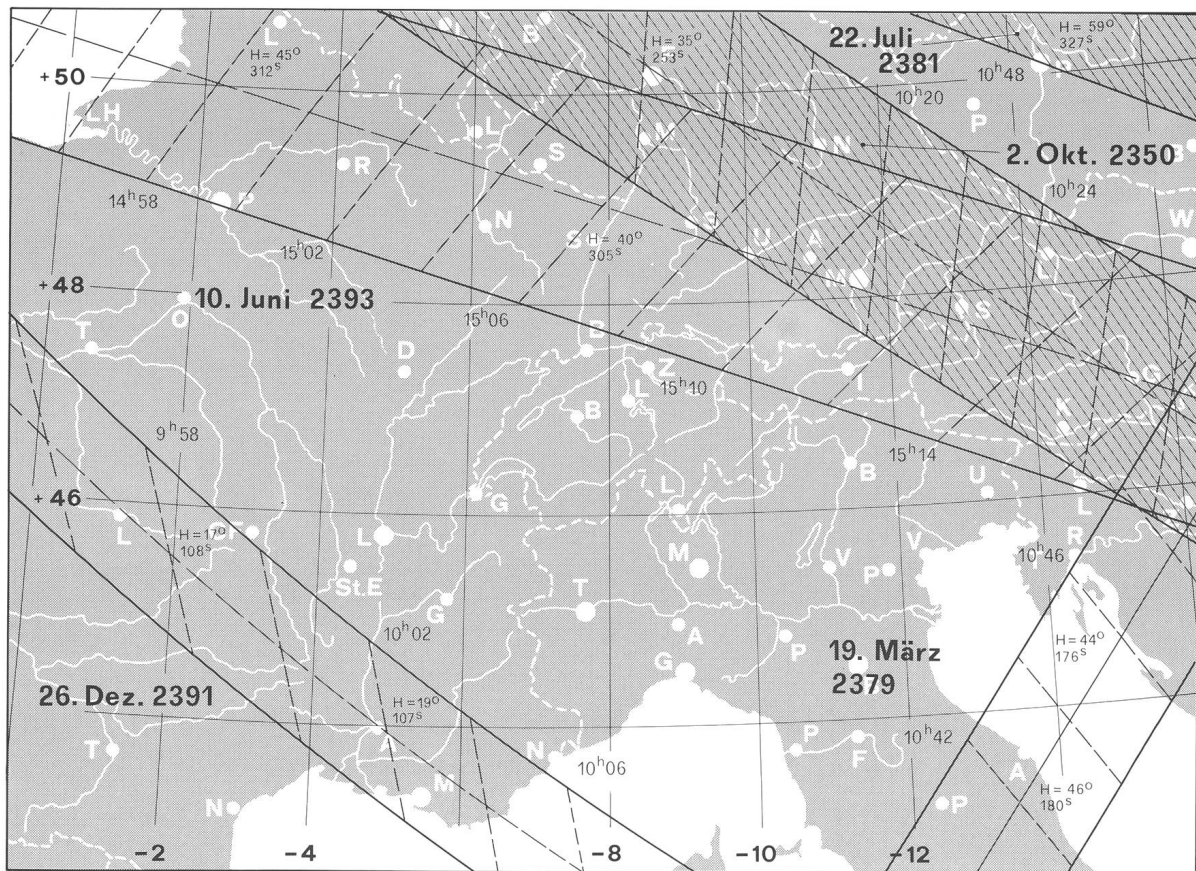 L
B
H = 45°
312ˢ
H = 35°
253ˢ
22. Juli
2381
H = 59°
327ˢ
+50
10ʰ48
P
10ʰ20
LH
L
M
N
P
2. Okt. 2350
B
R
S
14ʰ58
P
10ʰ24
N
S
S
H = 40°
305ˢ
U
A
L
W
15ʰ02
M
+48
10. Juni 2393
O
15ʰ06
S
T
B
D
Z
15ʰ10
I
G
L
B
K
9ʰ58
15ʰ14
B
U
+46
G
L
L
L
H = 17°
108ˢ
L
M
V
V
P
10ʰ46
R
St.E
G
T
H = 44°
176ˢ
10ʰ02
A
P
G
19. März
2379
26. Dez. 2391
H = 19°
107ˢ
A
T
N
10ʰ06
P
F
10ʰ42
A
M
N
P
H = 46°
180ˢ
-2
-4
-8
-10
-12